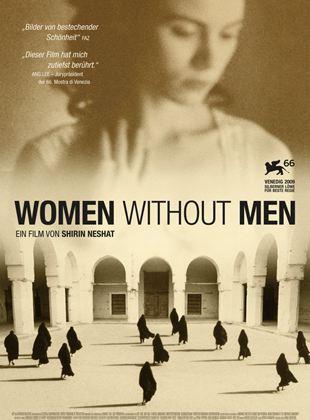 „Bilder von bestechender
Schönheit“ FAZ
„Dieser Film hat mich
zutiefst berührt.“
ANG LEE – Jurypräsident
der 66. Mostra di Venezia
66
VENEDIG 2009
SILBERNER LÖWE
FÜR BESTE REGIE
WOMEN WITHOUT MEN
EIN FILM VON SHIRIN NESHAT